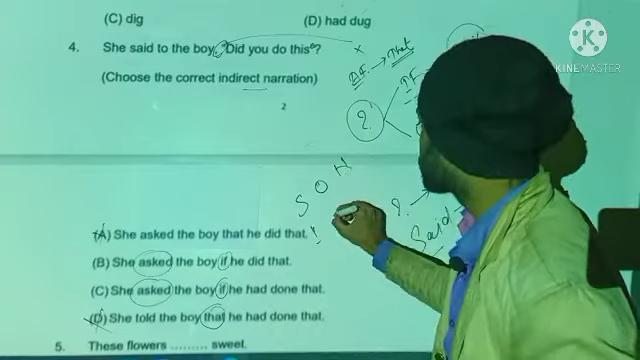 (C) dig (D) had dug
4. She said to the boy, "Did you do this"?
(Choose the correct indirect narration)
2
(A) She asked the boy that he did that.
(B) She asked the boy if he did that.
(C) She asked the boy if he had done that.
(D) She told the boy that he had done that.
5. These flowers ......... sweet.
That
IF
?
S O H
?
Said
KINEMASTER